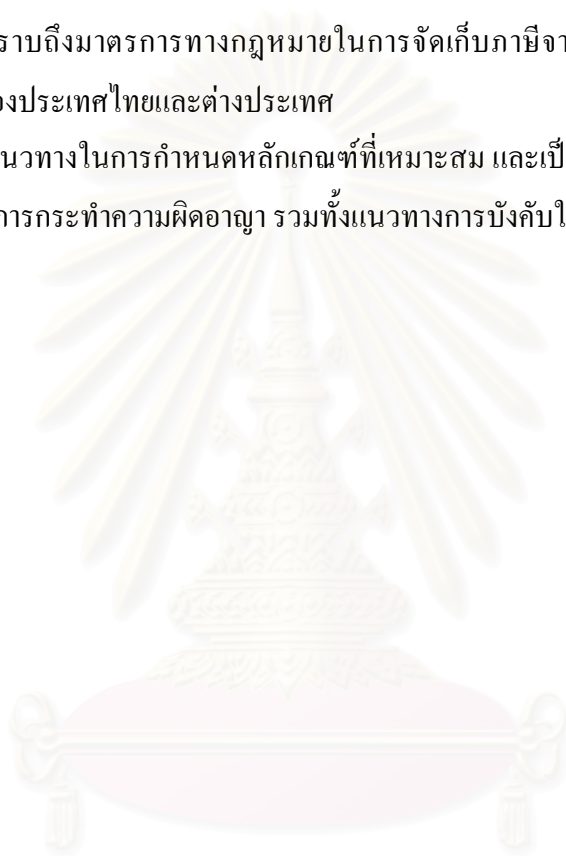 ราบถึงมาตรการทางกฎหมายในการจัดเก็บภาษีจา
องประเทศไทยและต่างประเทศ
นวทางในการกำหนดหลักเกณฑ์ที่เหมาะสม และเป็
การกระทำความผิดอาญา รวมทั้งแนวทางการบังคับใ